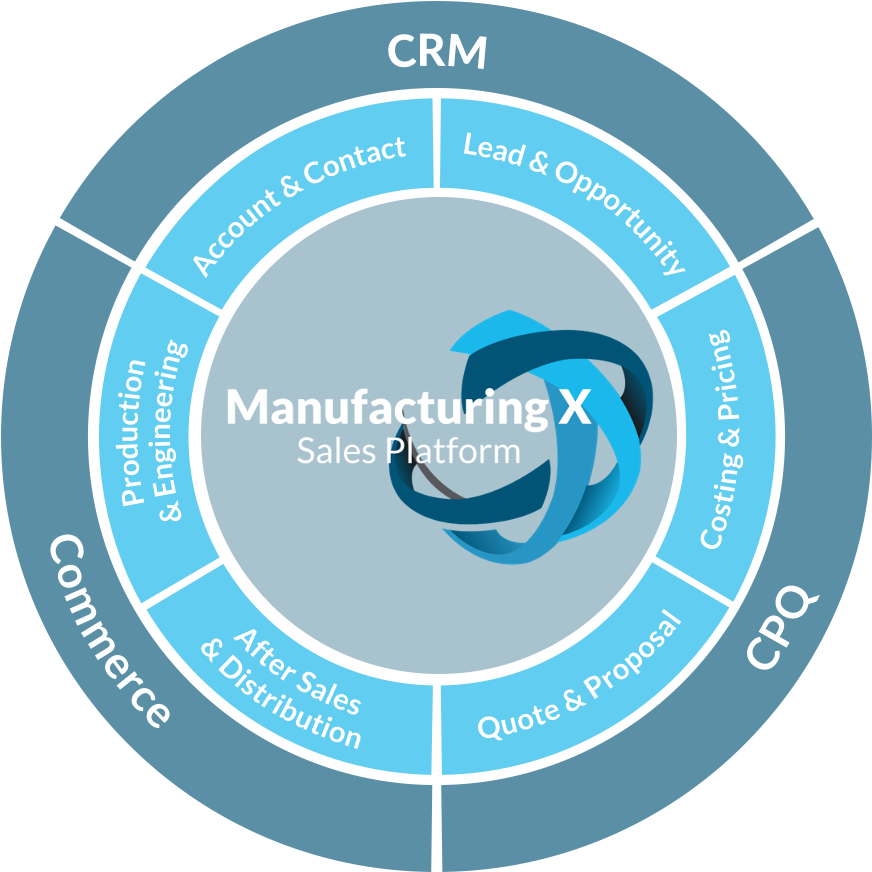 CRM
Account & Contact
Lead & Opportunity
Production
& Engineering
Costing & Pricing
Manufacturing X
Sales Platform
Commerce
CPQ
After Sales
& Distribution
Quote & Proposal